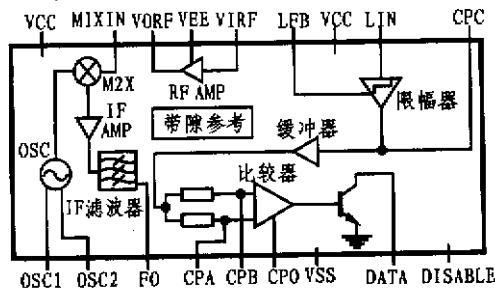 VCC MIXIN VORF VEE VIRF LFB VCC LIN CPC
M2X
RF AMP
IF
AMP
带隙参考
限幅器
缓冲器
OSC
比较器
IF滤波器
OSC1 OSC2 FO CPA CPB CPO VSS DATA DISABLE